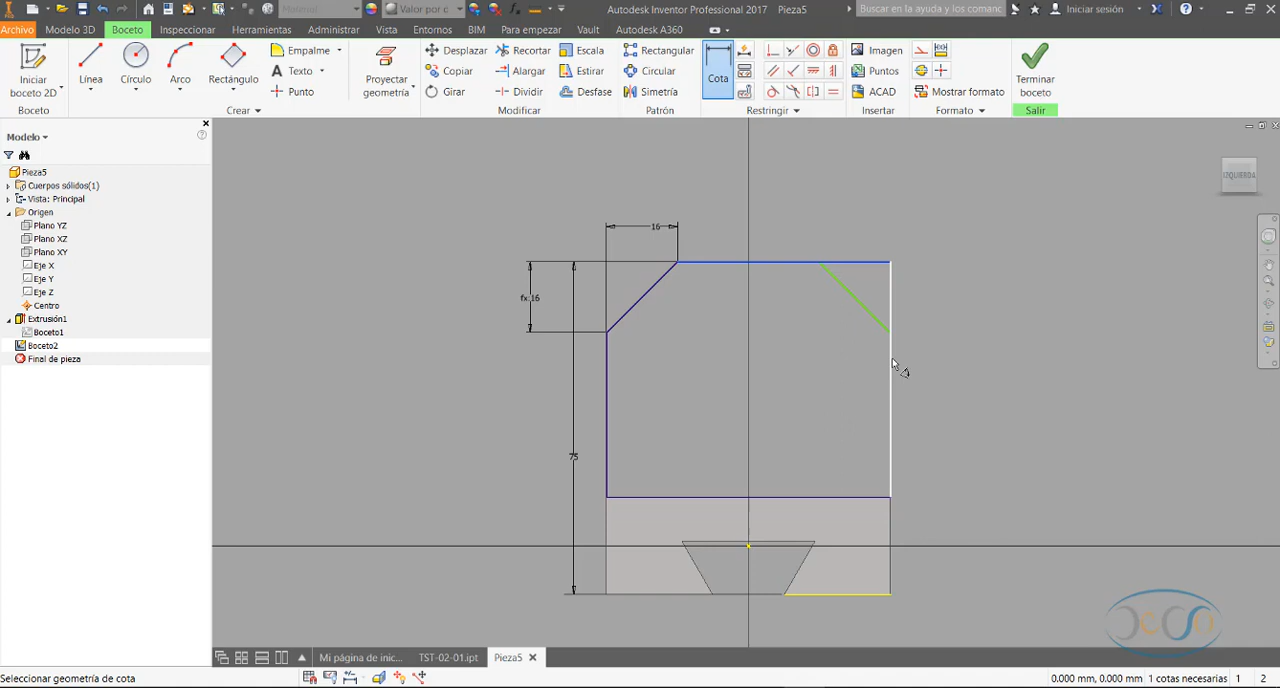 Mostrar
Valor por d
Autodesk Inventor Professional 2017 Pieza5
Buscar en la ayuda y los comanc
Iniciar sesión
Archivo Modelo 3D Boceto Inspeccionar Herramientas Administrar Vista Entornos BIM Para empezar Vault Autodesk A360
Iniciar
boceto 2D
Línea
Círculo
Arco
Rectángulo
Empalme
Texto
Punto
Proyectar
geometría
Desplazar
Copiar
Girar
Recortar
Alargar
Dividir
Escala
Estirar
Desfase
Rectangular
Circular
Simetría
Cota
Imagen
Puntos
ACAD
Mostrar formato
Terminar
boceto
Boceto Crear Modificar Patrón Restringir Insertar Formato Salir
Modelo
Pieza5
Cuerpos sólidos(1)
Vista: Principal
Origen
Plano YZ
Plano XZ
Plano XY
Eje X
Eje Y
Eje Z
Centro
Extrusión1
Boceto1
Boceto2
Final de pieza
IZQUIERDA
16
fx:16
75
Mi página de inic... TST-02-01.ipt Pieza5
Seleccionar geometría de cota
0.000 mm, 0.000 mm 1 cotas necesarias 1 2